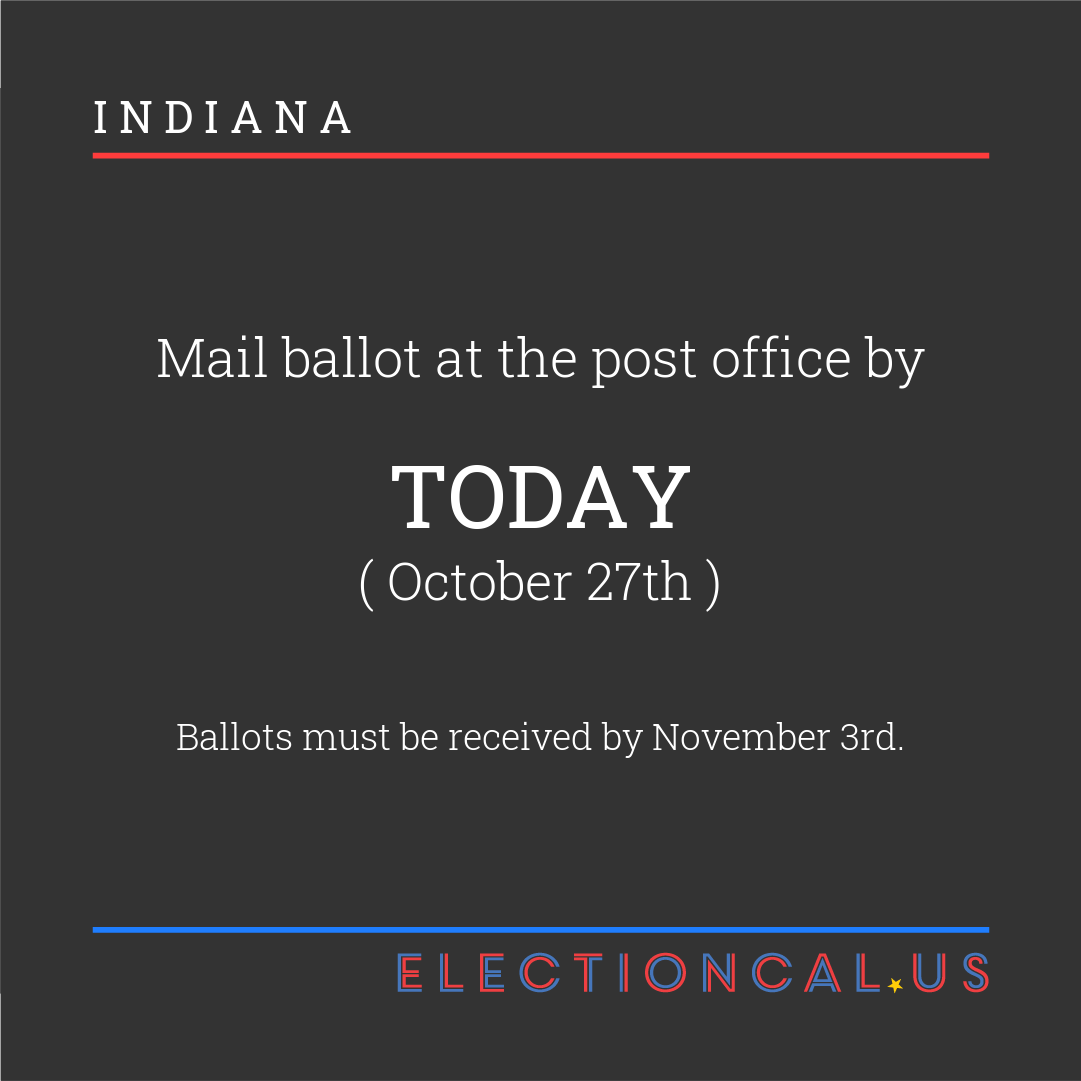 INDIANA
Mail ballot at the post office by
TODAY
( October 27th )
Ballots must be received by November 3rd.
ELECTIONCAL.US